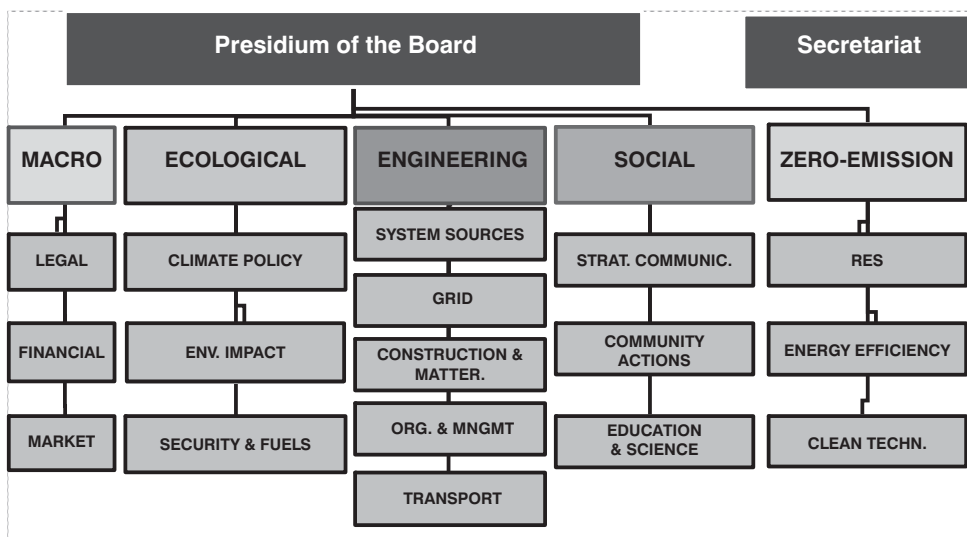 Presidium of the Board
Secretariat
MACRO
ECOLOGICAL
ENGINEERING
SOCIAL
ZERO-EMISSION
LEGAL
FINANCIAL
MARKET
CLIMATE POLICY
ENV. IMPACT
SECURITY & FUELS
SYSTEM SOURCES
GRID
CONSTRUCTION &
MATTER.
ORG. & MNGMT
TRANSPORT
STRAT. COMMUNIC.
COMMUNITY
ACTIONS
EDUCATION
& SCIENCE
RES
ENERGY EFFICIENCY
CLEAN TECHN.